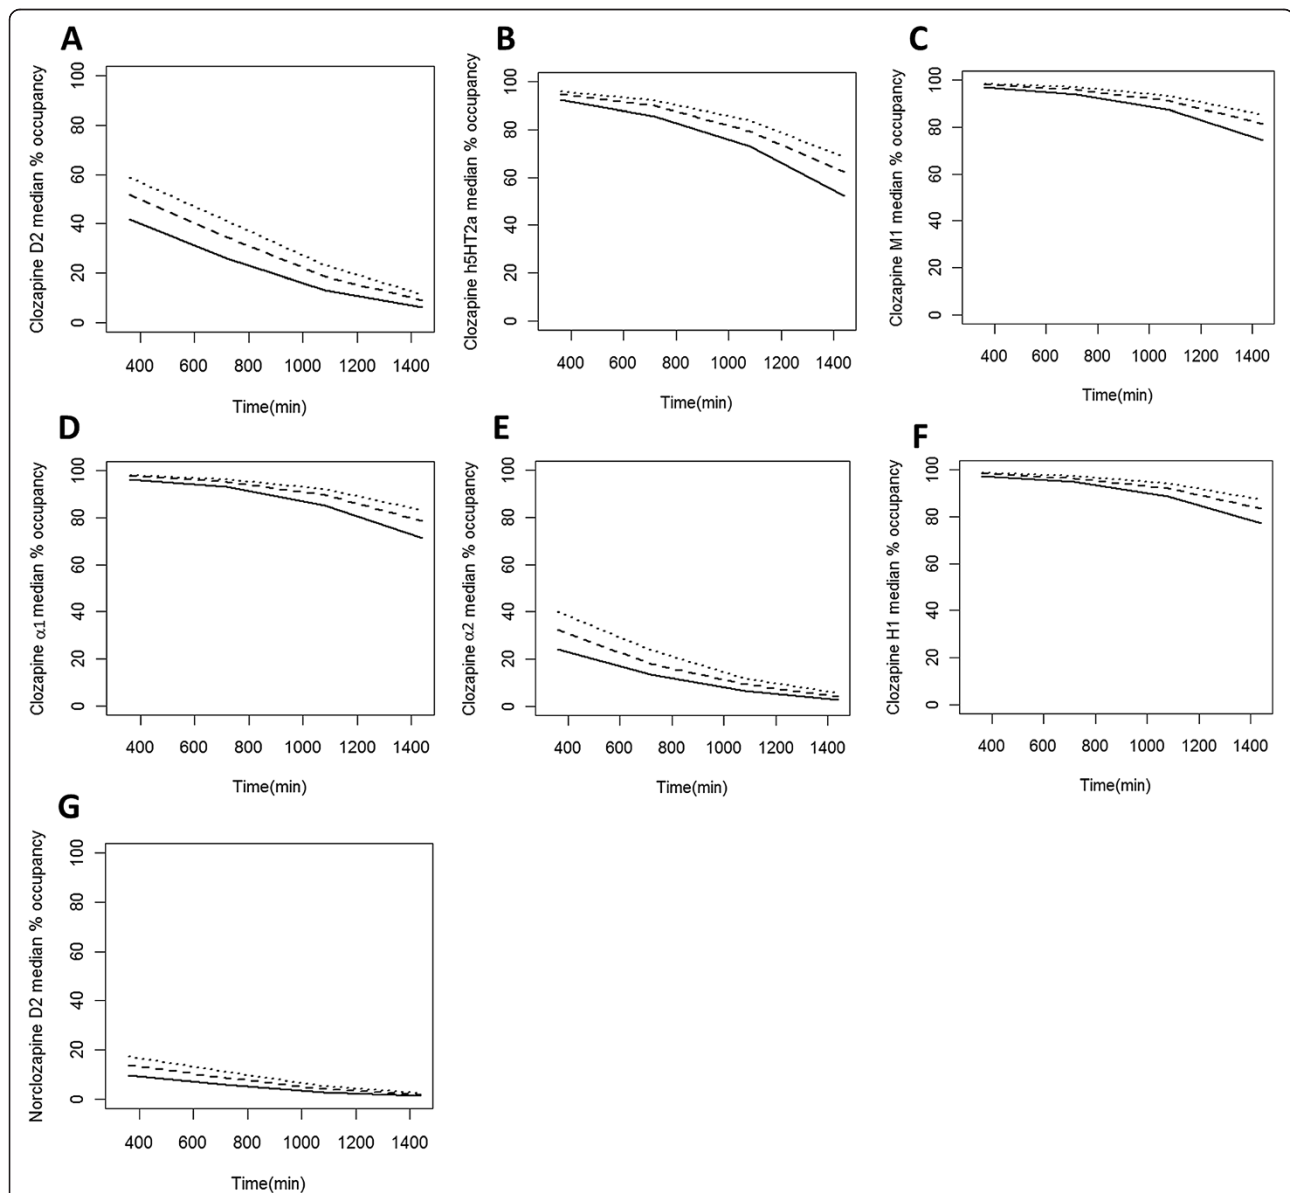 A
Clozapine D2 median % occupancy
100
80
60
40
20
0
400 600 800 1000 1200 1400
Time(min)
B
Clozapine h5HT2a median % occupancy
100
80
60
40
20
0
400 600 800 1000 1200 1400
Time(min)
C
Clozapine M1 median % occupancy
100
80
60
40
20
0
400 600 800 1000 1200 1400
Time(min)
D
Clozapine α1 median % occupancy
100
80
60
40
20
0
400 600 800 1000 1200 1400
Time(min)
E
Clozapine α2 median % occupancy
100
80
60
40
20
0
400 600 800 1000 1200 1400
Time(min)
F
Clozapine H1 median % occupancy
100
80
60
40
20
0
400 600 800 1000 1200 1400
Time(min)
G
Norclozapine D2 median % occupancy
100
80
60
40
20
0
400 600 800 1000 1200 1400
Time(min)